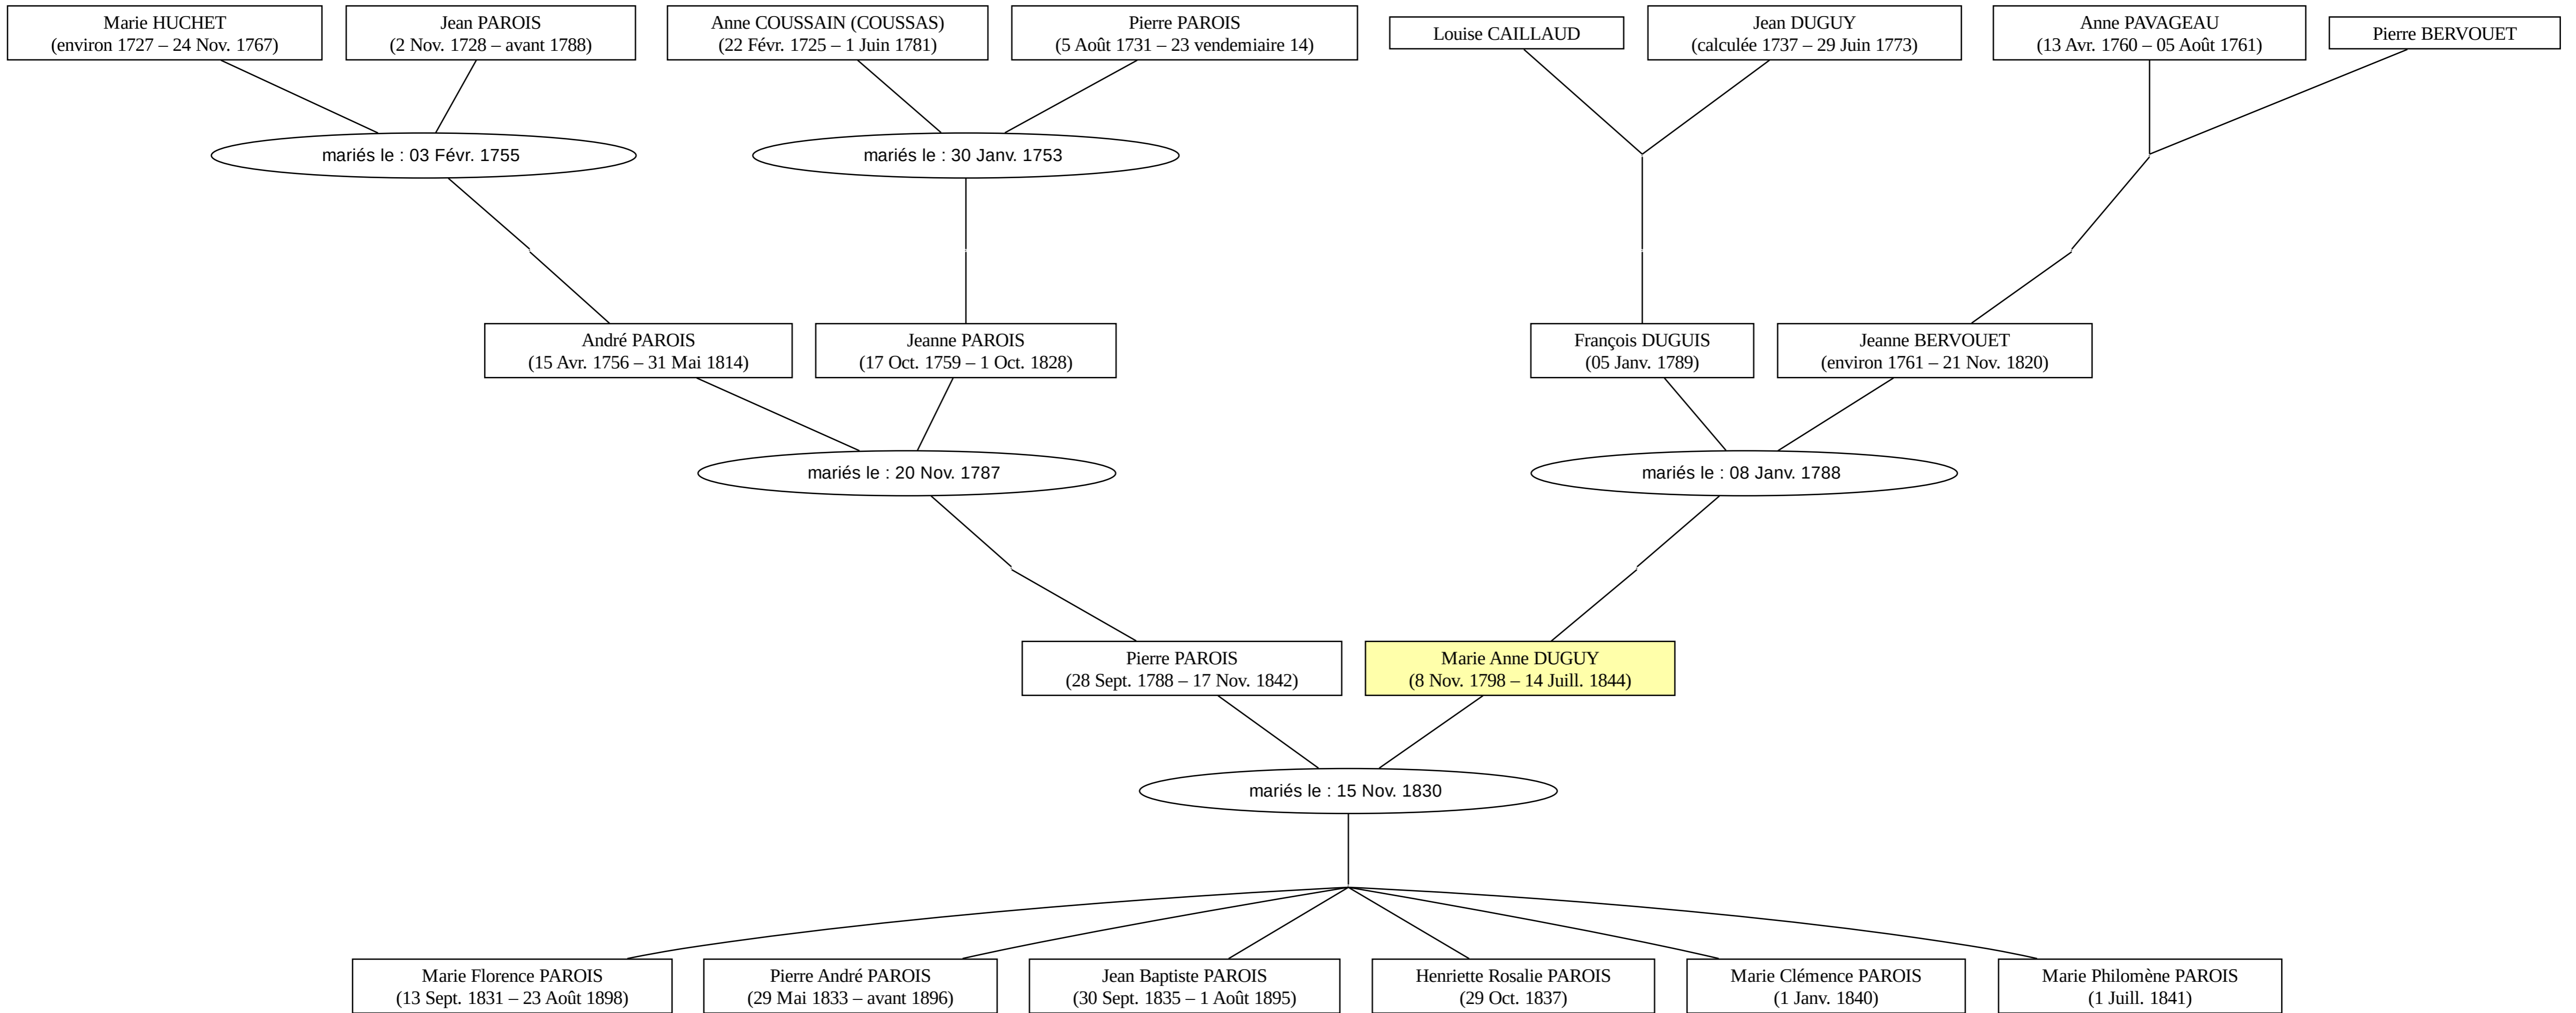 Marie HUCHET
(environ 1727 – 24 Nov. 1767)
Jean PAROIS
(2 Nov. 1728 – avant 1788)
Anne COUSSAIN (COUSSAS)
(22 Févr. 1725 – 1 Juin 1781)
Pierre PAROIS
(5 Août 1731 – 23 vendemiaire 14)
Louise CAILLAUD
Jean DUGUY
(calculée 1737 – 29 Juin 1773)
Anne PAVAGEAU
(13 Avr. 1760 – 05 Août 1761)
Pierre BERVOUET
mariés le : 03 Févr. 1755
mariés le : 30 Janv. 1753
André PAROIS
(15 Avr. 1756 – 31 Mai 1814)
Jeanne PAROIS
(17 Oct. 1759 – 1 Oct. 1828)
François DUGUIS
(05 Janv. 1789)
Jeanne BERVOUET
(environ 1761 – 21 Nov. 1820)
mariés le : 20 Nov. 1787
mariés le : 08 Janv. 1788
Pierre PAROIS
(28 Sept. 1788 – 17 Nov. 1842)
Marie Anne DUGUY
(8 Nov. 1798 – 14 Juill. 1844)
mariés le : 15 Nov. 1830
Marie Florence PAROIS
(13 Sept. 1831 – 23 Août 1898)
Pierre André PAROIS
(29 Mai 1833 – avant 1896)
Jean Baptiste PAROIS
(30 Sept. 1835 – 1 Août 1895)
Henriette Rosalie PAROIS
(29 Oct. 1837)
Marie Clémence PAROIS
(1 Janv. 1840)
Marie Philomène PAROIS
(1 Juill. 1841)